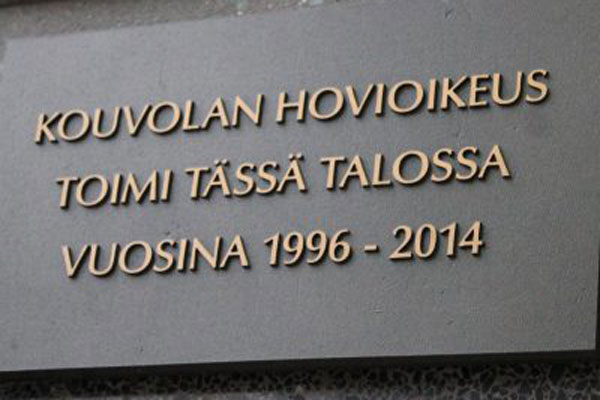 KOUVOLAN HOVIOIKEUS
TOIMI TÄSSÄ TALOSSA
VUOSINA 1996 - 2014